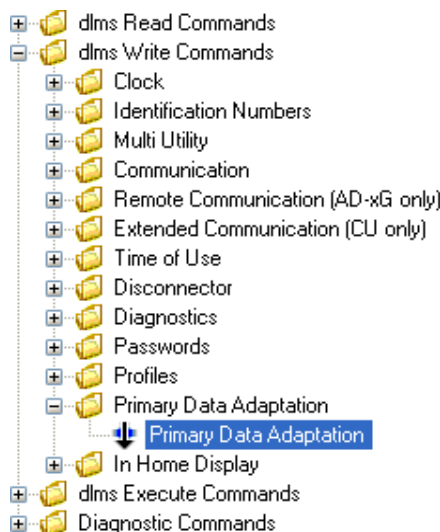 dlms Read Commands
dlms Write Commands
Clock
Identification Numbers
Multi Utility
Communication
Remote Communication (AD-xG only)
Extended Communication (CU only)
Time of Use
Disconnector
Diagnostics
Passwords
Profiles
Primary Data Adaptation
Primary Data Adaptation
In Home Display
dlms Execute Commands
Diagnostic Commands